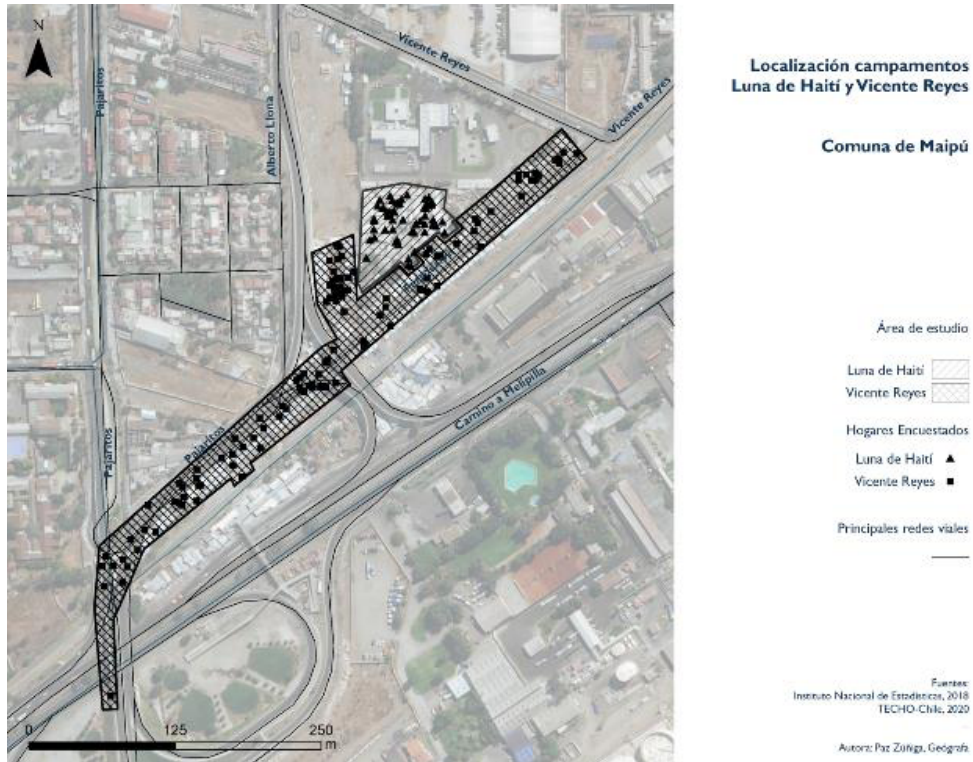 N
Vicente Reyes
Vicente Reyes
Pajaritos
Alberto Llona
Pajaritos
Pajaritos
Camino a Melipilla
0 125 250
m
Localización campamentos
Luna de Haití y Vicente Reyes
Comuna de Maipú
Área de estudio
Luna de Haití
Vicente Reyes
Hogares Encuestados
Luna de Haití
Vicente Reyes
Principales redes viales
Fuentes:
Instituto Nacional de Estadísticas, 2018
TECHO-Chile, 2020
Autora: Paz Zúñiga, Geógrafa